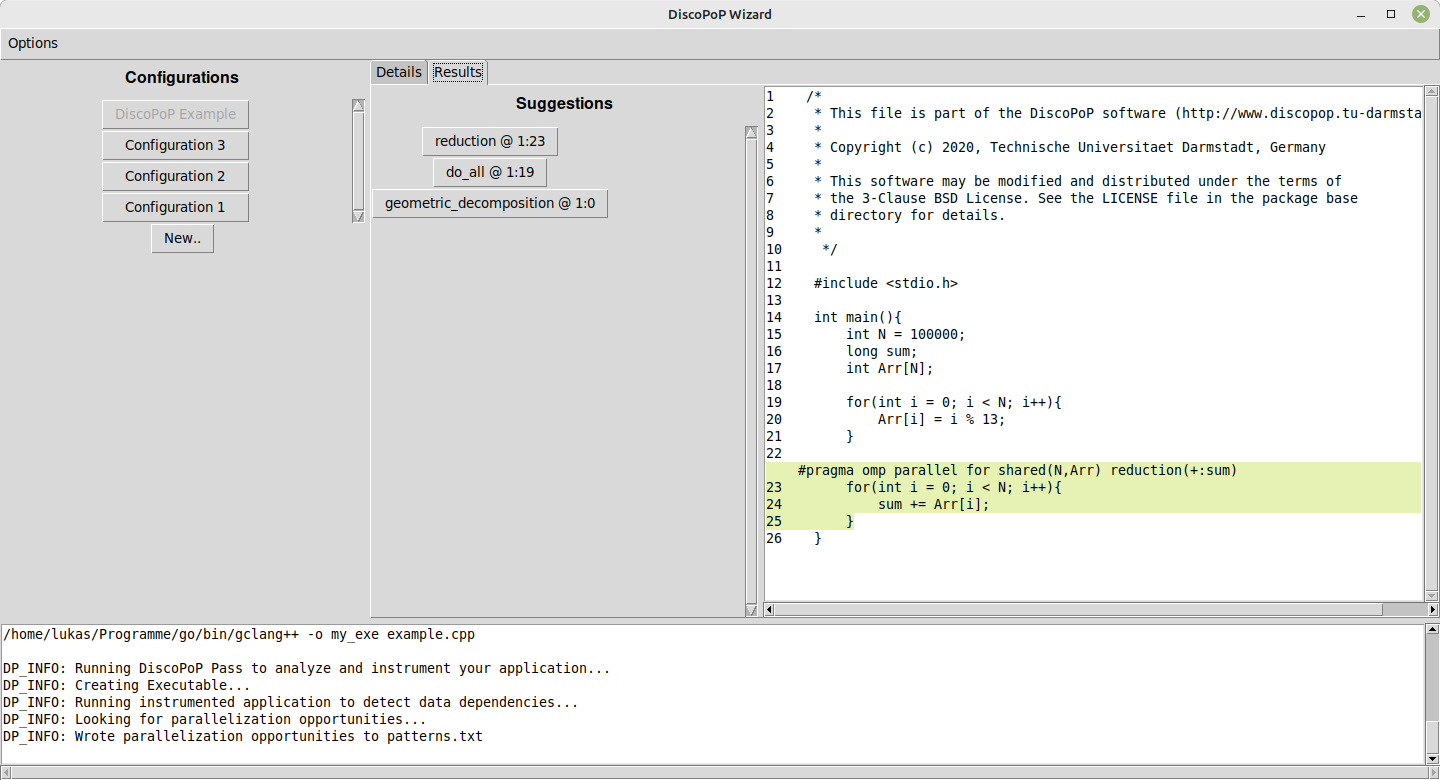 DiscoPoP Wizard
Options
Configurations
DiscoPoP Example
Configuration 3
Configuration 2
Configuration 1
New..
Details
Results
Suggestions
reduction @ 1:23
do_all @ 1:19
geometric_decomposition @ 1:0
1 /*
2 * This file is part of the DiscoPoP software (http://www.discopop.tu-darmsta
3 *
4 * Copyright (c) 2020, Technische Universitaet Darmstadt, Germany
5 *
6 * This software may be modified and distributed under the terms of
7 * the 3-Clause BSD License. See the LICENSE file in the package base
8 * directory for details.
9 *
10 */
11
12 #include <stdio.h>
13
14 int main(){
15 int N = 100000;
16 long sum;
17 int Arr[N];
18
19 for(int i = 0; i < N; i++){
20 Arr[i] = i % 13;
21 }
22
#pragma omp parallel for shared(N,Arr) reduction(+:sum)
23 for(int i = 0; i < N; i++){
24 sum += Arr[i];
25 }
26 }
/home/lukas/Programme/go/bin/gclang++ -o my_exe example.cpp
DP_INFO: Running DiscoPoP Pass to analyze and instrument your application...
DP_INFO: Creating Executable...
DP_INFO: Running instrumented application to detect data dependencies...
DP_INFO: Looking for parallelization opportunities...
DP_INFO: Wrote parallelization opportunities to patterns.txt